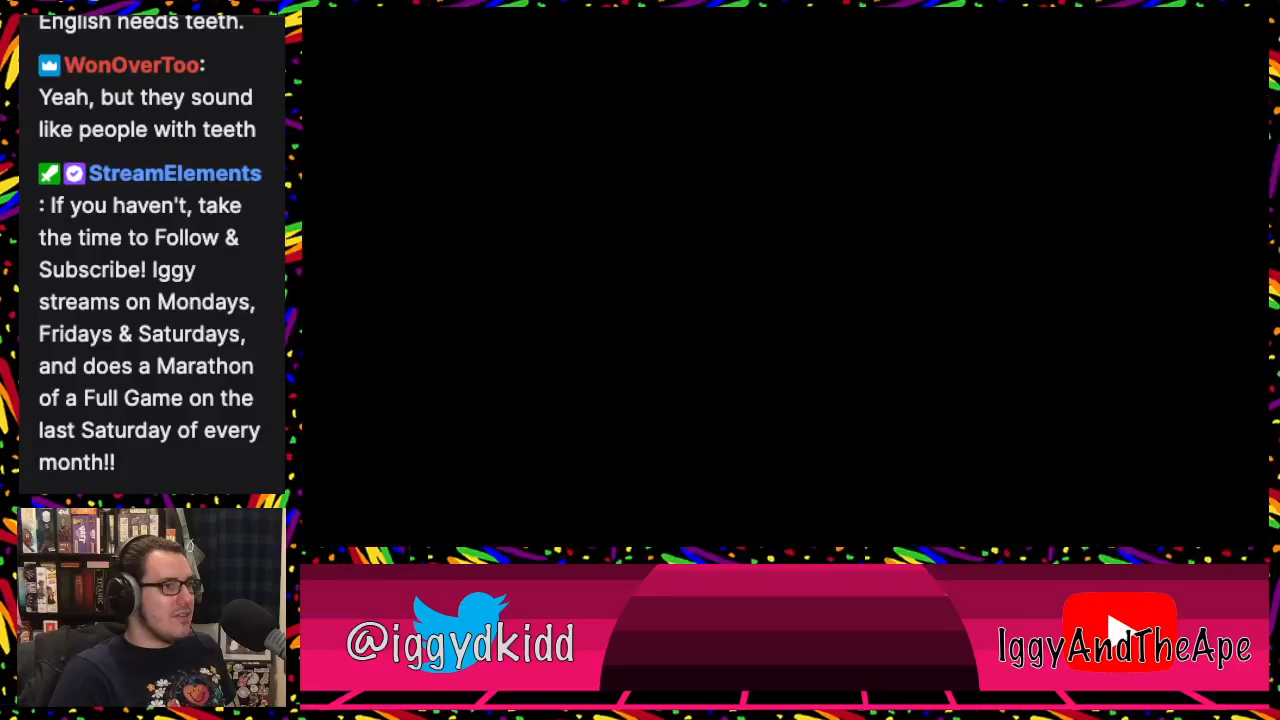 English needs teeth.
WonOverToo:
Yeah, but they sound
like people with teeth
StreamElements
: If you haven't, take
the time to Follow &
Subscribe! Iggy
streams on Mondays,
Fridays & Saturdays,
and does a Marathon
of a Full Game on the
last Saturday of every
month!!
@iggydkidd
IggyAndTheApe